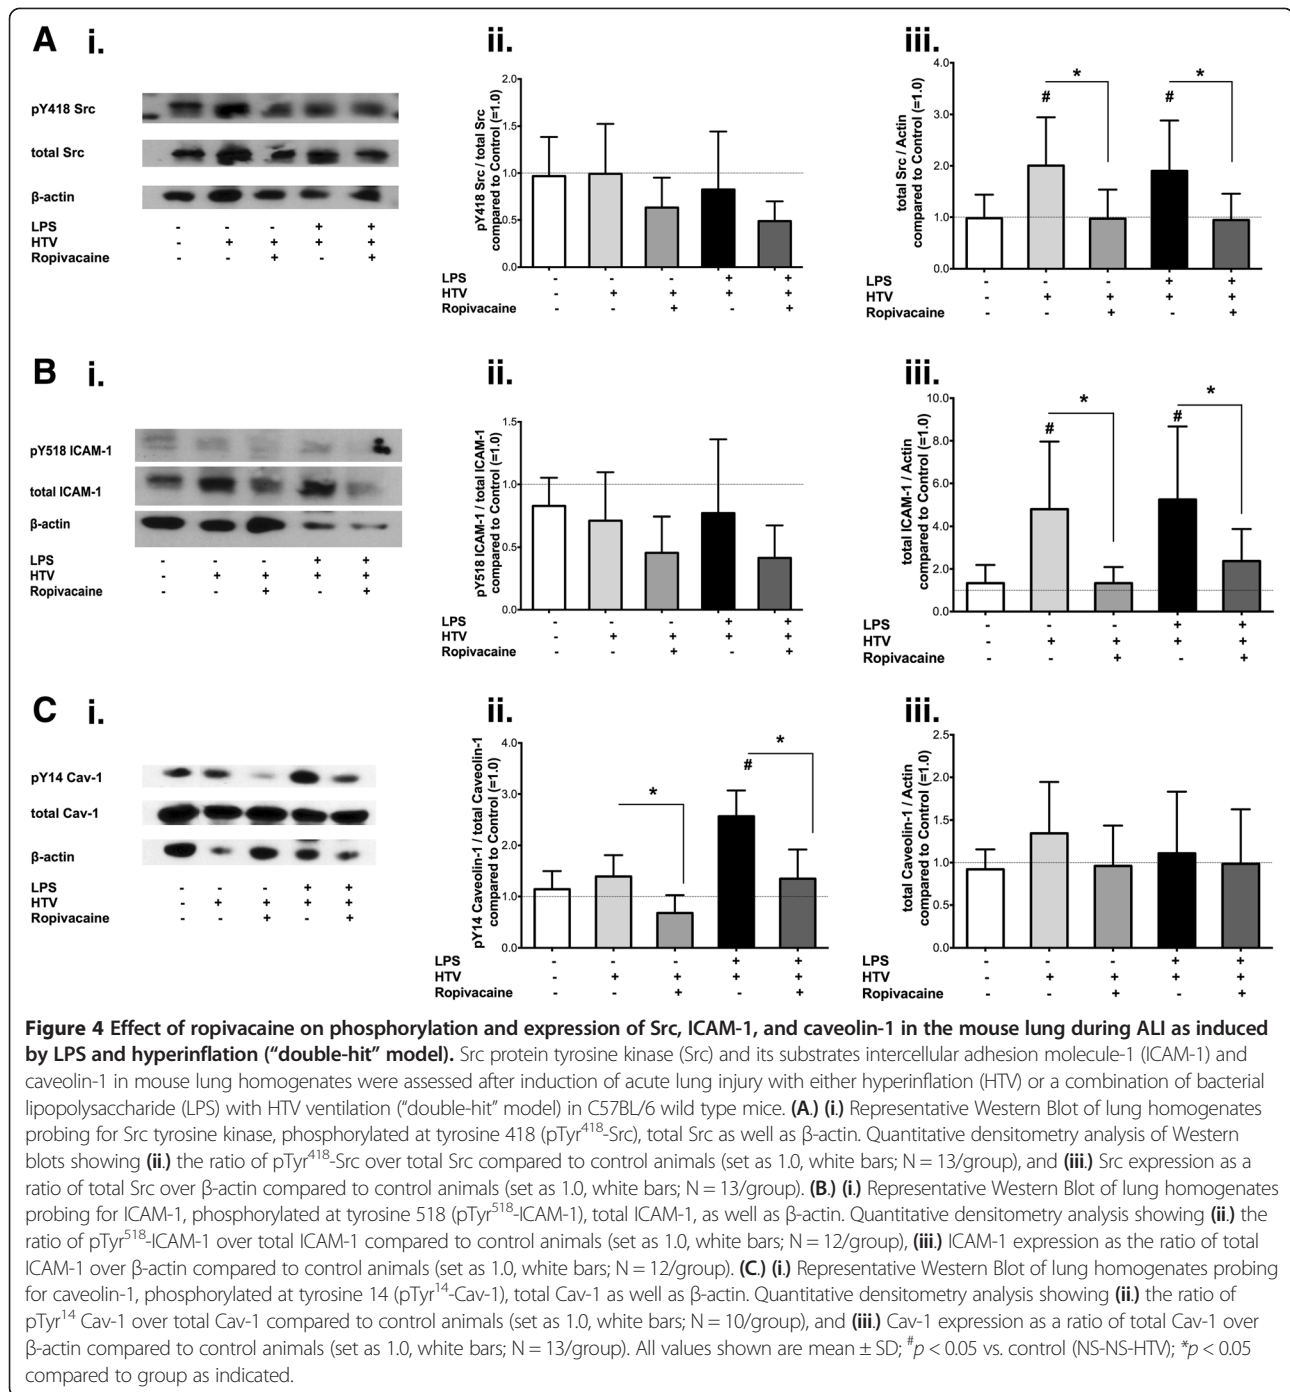 A i.
pY418 Src
total Src
β-actin
LPS - - - + +
HTV - + + + +
Ropivacaine - - + - +
ii.
pY418 Src / total Src
compared to Control (=1.0)
2.0
1.5
1.0
0.5
0.0
LPS - - - + +
HTV - + + + +
Ropivacaine - - + - +
iii.
total Src / Actin
compared to Control (=1.0)
4.0
3.0
2.0
1.0
0.0
# * # *
LPS - - - + +
HTV - + + + +
Ropivacaine - - + - +
B i.
pY518 ICAM-1
total ICAM-1
β-actin
LPS - - - + +
HTV - + + + +
Ropivacaine - - + - +
ii.
pY518 ICAM-1 / total ICAM-1
compared to Control (=1.0)
1.5
1.0
0.5
0.0
LPS - - - + +
HTV - + + + +
Ropivacaine - - + - +
iii.
total ICAM-1 / Actin
compared to Control (=1.0)
10.0
8.0
6.0
4.0
2.0
0.0
# * # *
LPS - - - + +
HTV - + + + +
Ropivacaine - - + - +
C i.
pY14 Cav-1
total Cav-1
β-actin
LPS - - - + +
HTV - + + + +
Ropivacaine - - + - +
ii.
pY14 Caveolin-1 / total Caveolin-1
compared to Control (=1.0)
4.0
3.0
2.0
1.0
0.0
* # *
LPS - - - + +
HTV - + + + +
Ropivacaine - - + - +
iii.
total Caveolin-1 / Actin
compared to Control (=1.0)
2.5
2.0
1.5
1.0
0.5
0.0
LPS - - - + +
HTV - + + + +
Ropivacaine - - + - +
Figure 4 Effect of ropivacaine on phosphorylation and expression of Src, ICAM-1, and caveolin-1 in the mouse lung during ALI as induced
by LPS and hyperinflation (“double-hit” model). Src protein tyrosine kinase (Src) and its substrates intercellular adhesion molecule-1 (ICAM-1) and
caveolin-1 in mouse lung homogenates were assessed after induction of acute lung injury with either hyperinflation (HTV) or a combination of bacterial
lipopolysaccharide (LPS) with HTV ventilation (“double-hit” model) in C57BL/6 wild type mice. (A.) (i.) Representative Western Blot of lung homogenates
probing for Src tyrosine kinase, phosphorylated at tyrosine 418 (pTyr⁴¹⁸-Src), total Src as well as β-actin. Quantitative densitometry analysis of Western
blots showing (ii.) the ratio of pTyr⁴¹⁸-Src over total Src compared to control animals (set as 1.0, white bars; N = 13/group), and (iii.) Src expression as a
ratio of total Src over β-actin compared to control animals (set as 1.0, white bars; N = 13/group). (B.) (i.) Representative Western Blot of lung homogenates
probing for ICAM-1, phosphorylated at tyrosine 518 (pTyr⁵¹⁸-ICAM-1), total ICAM-1, as well as β-actin. Quantitative densitometry analysis showing (ii.) the
ratio of pTyr⁵¹⁸-ICAM-1 over total ICAM-1 compared to control animals (set as 1.0, white bars; N = 12/group), (iii.) ICAM-1 expression as the ratio of total
ICAM-1 over β-actin compared to control animals (set as 1.0, white bars; N = 12/group). (C.) (i.) Representative Western Blot of lung homogenates probing
for caveolin-1, phosphorylated at tyrosine 14 (pTyr¹⁴-Cav-1), total Cav-1 as well as β-actin. Quantitative densitometry analysis showing (ii.) the ratio of
pTyr¹⁴ Cav-1 over total Cav-1 compared to control animals (set as 1.0, white bars; N = 10/group), and (iii.) Cav-1 expression as a ratio of total Cav-1 over
β-actin compared to control animals (set as 1.0, white bars; N = 13/group). All values shown are mean ± SD; #p < 0.05 vs. control (NS-NS-HTV); *p < 0.05
compared to group as indicated.